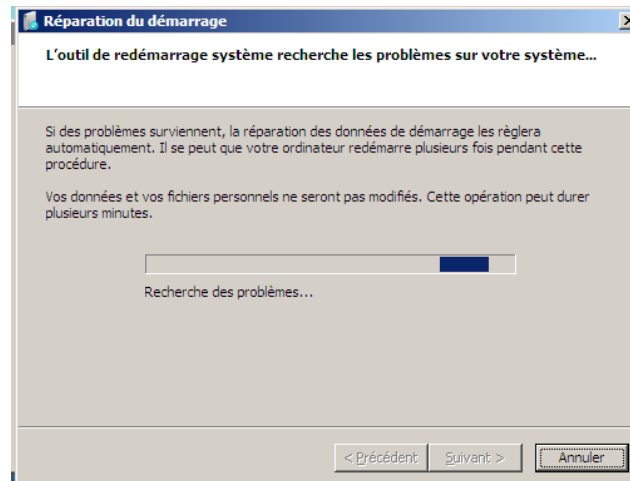 Réparation du démarrage
L'outil de redémarrage système recherche les problèmes sur votre système...
Si des problèmes surviennent, la réparation des données de démarrage les règlera
automatiquement. Il se peut que votre ordinateur redémarre plusieurs fois pendant cette
procédure.
Vos données et vos fichiers personnels ne seront pas modifiés. Cette opération peut durer
plusieurs minutes.
Recherche des problèmes...
< Précédent Suivant > Annuler